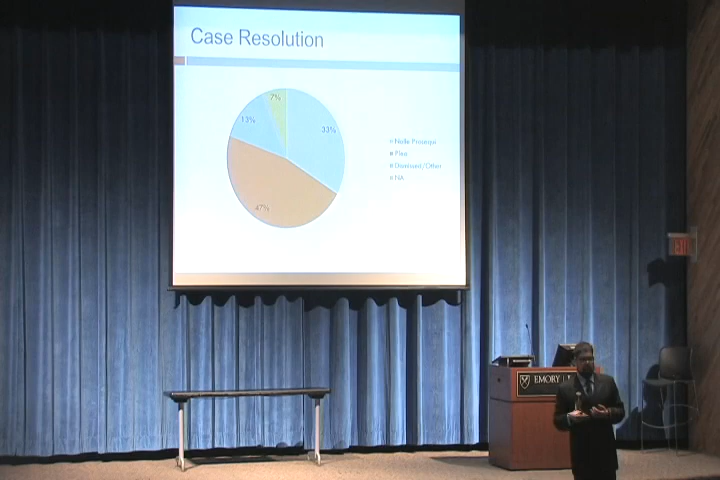 Case Resolution
7%
13%
33%
47%
Nolle Prosequi
Plea
Dismissed/Other
NA
EXIT
EMORY